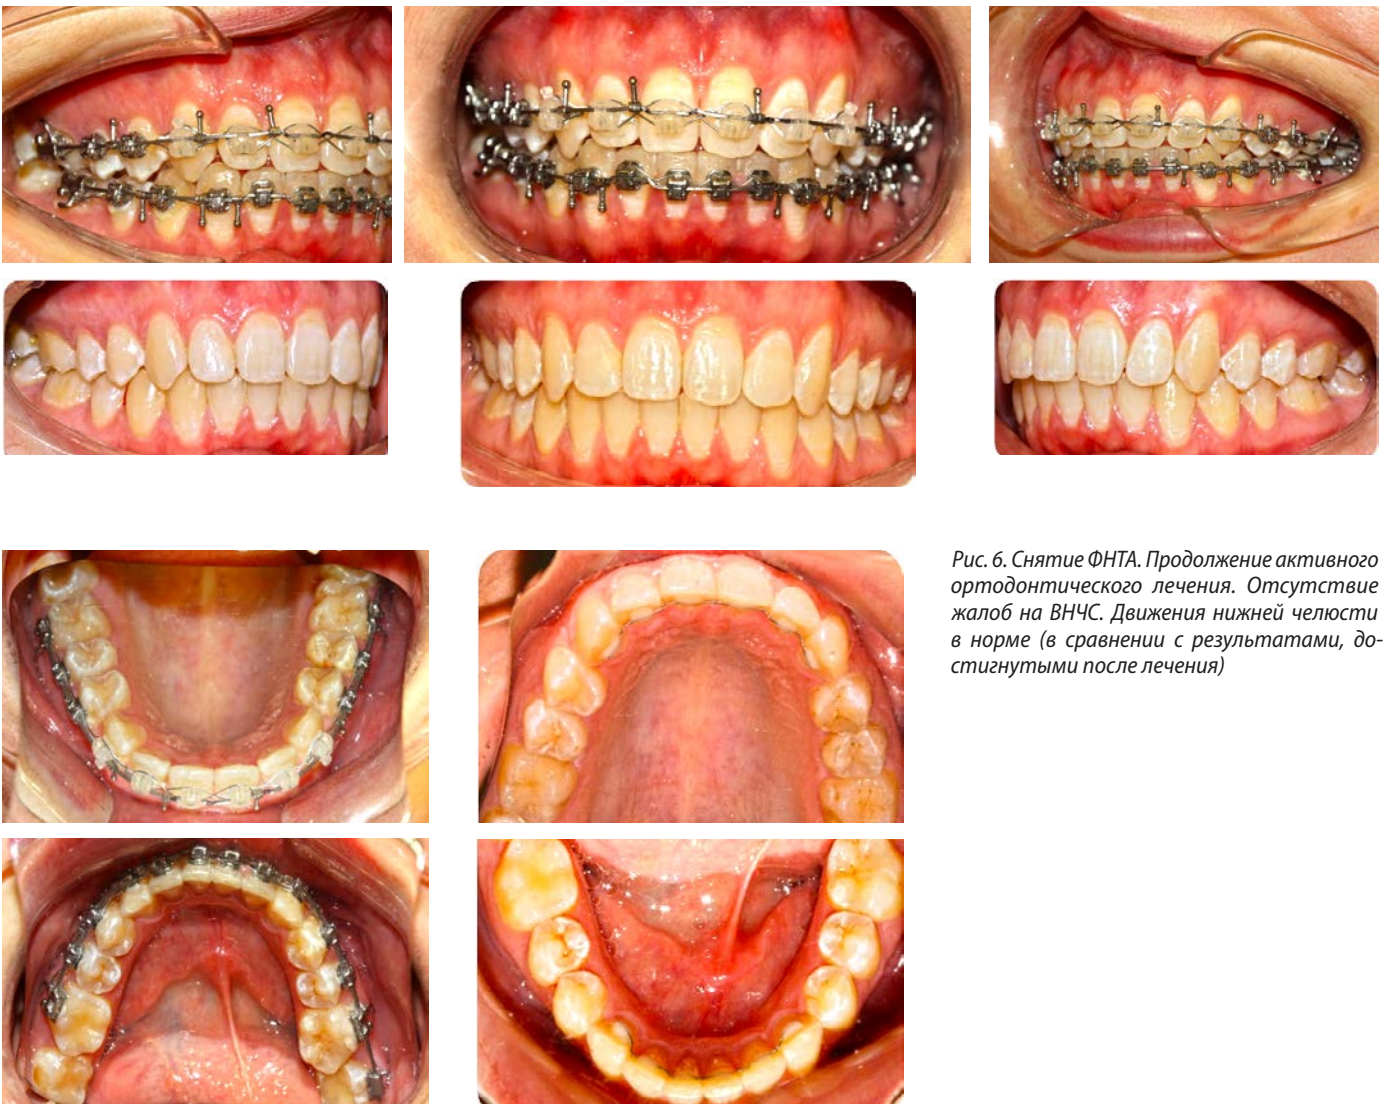 Рис. 6. Снятие ФНТА. Продолжение активного
ортодонтического лечения. Отсутствие
жалоб на ВНЧС. Движения нижней челюсти
в норме (в сравнении с результатами, до-
стигнутыми после лечения)